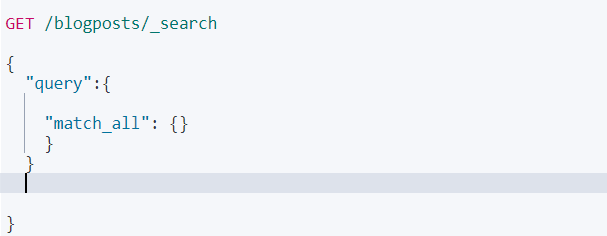 GET /blogposts/_search
{
"query":{
"match_all": {}
}
}
}